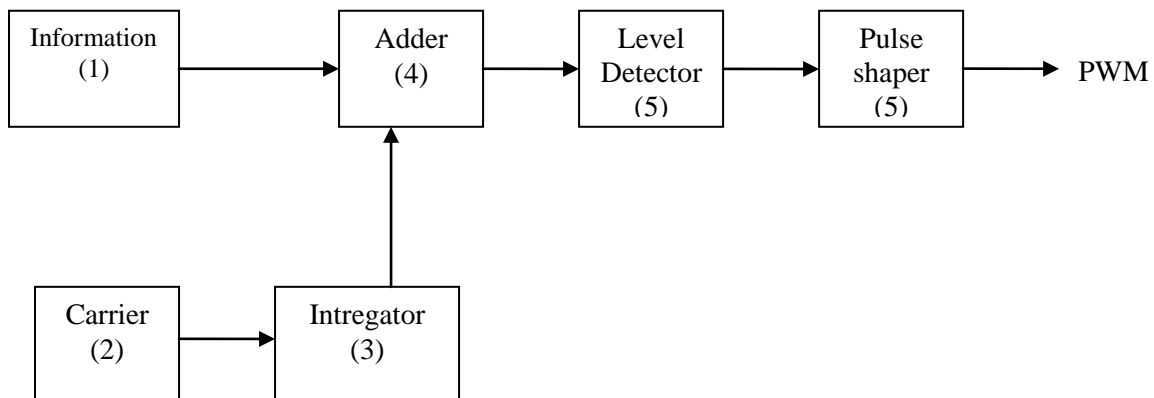 Information
(1)
Adder
(4)
Level
Detector
(5)
Pulse
shaper
(5)
PWM
Carrier
(2)
Intregator
(3)